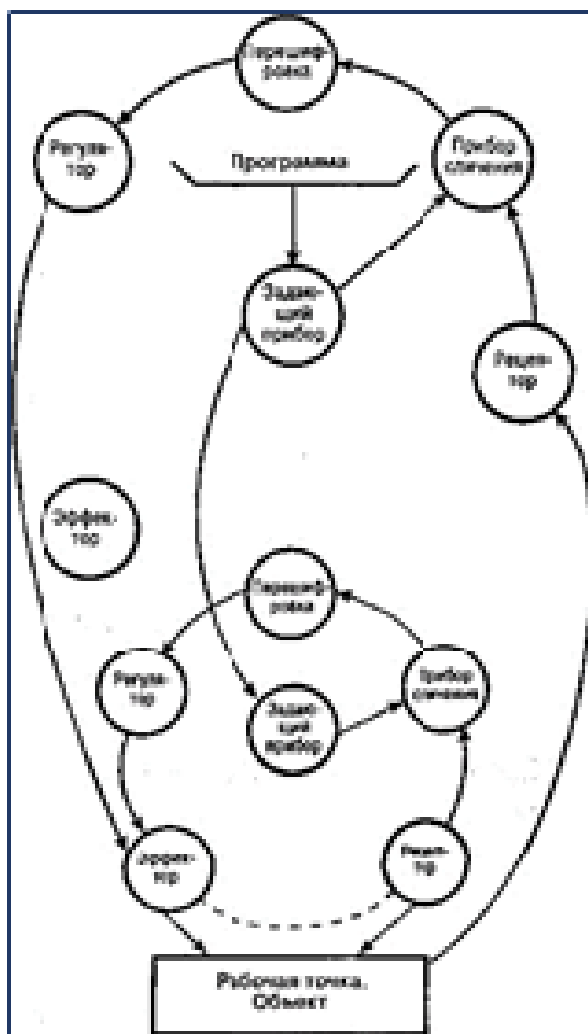 Перешиф-
ровка
Регуля-
тор
Программа
Прибор
сличения
Задаю-
щий
прибор
Рецеп-
тор
Эффек-
тор
Перешиф-
ровка
Регуля-
тор
Прибор
сличения
Задаю-
щий
прибор
Эффек-
тор
Рецеп-
тор
Рабочая точка.
Объект